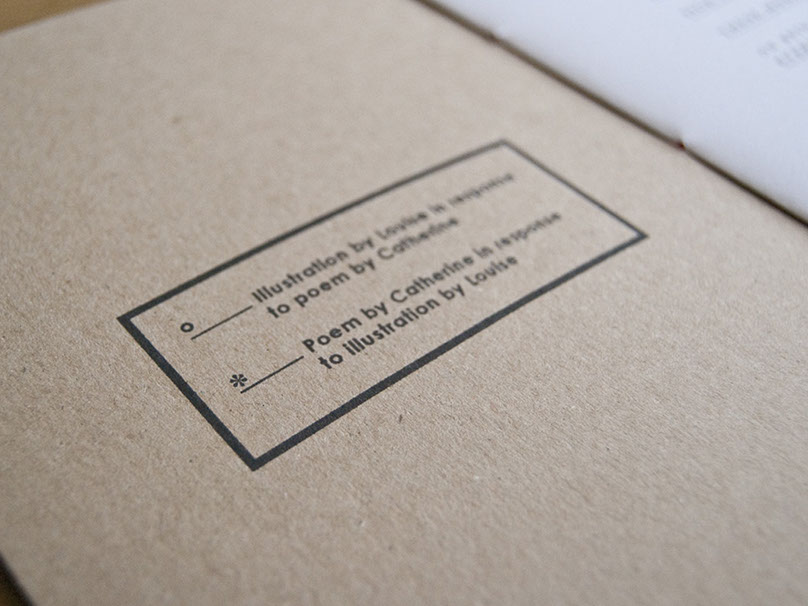 o ____ Illustration by Louise in response
to poem by Catherine
* ____ Poem by Catherine in response
to illustration by Louise